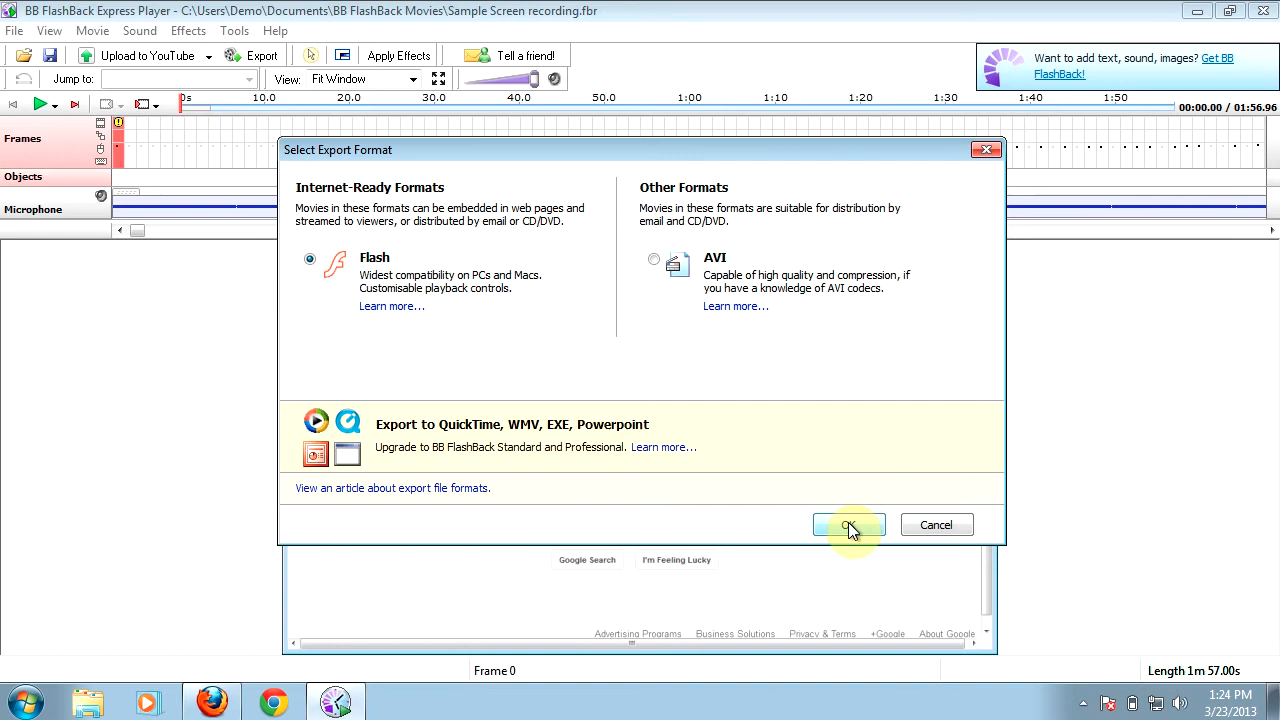 BB FlashBack Express Player - C:\Users\Demo\Documents\BB FlashBack Movies\Sample Screen recording.fbr
File View Movie Sound Effects Tools Help
Upload to YouTube Export Apply Effects Tell a friend!
Want to add text, sound, images? Get BB
FlashBack!
Jump to: View: Fit Window
0s 10.0 20.0 30.0 40.0 50.0 1:00 1:10 1:20 1:30 1:40 1:50
00:00.00 / 01:56.96
Frames
Objects
Microphone
Select Export Format
Internet-Ready Formats
Movies in these formats can be embedded in web pages and
streamed to viewers, or distributed by email or CD/DVD.
Flash
Widest compatibility on PCs and Macs.
Customisable playback controls.
Learn more...
Other Formats
Movies in these formats are suitable for distribution by
email and CD/DVD.
AVI
Capable of high quality and compression, if
you have a knowledge of AVI codecs.
Learn more...
Export to QuickTime, WMV, EXE, Powerpoint
Upgrade to BB FlashBack Standard and Professional. Learn more...
View an article about export file formats.
OK Cancel
Google Search I'm Feeling Lucky
Advertising Programs Business Solutions Privacy & Terms +Google About Google
Frame 0 Length 1m 57.00s
1:24 PM
3/23/2013